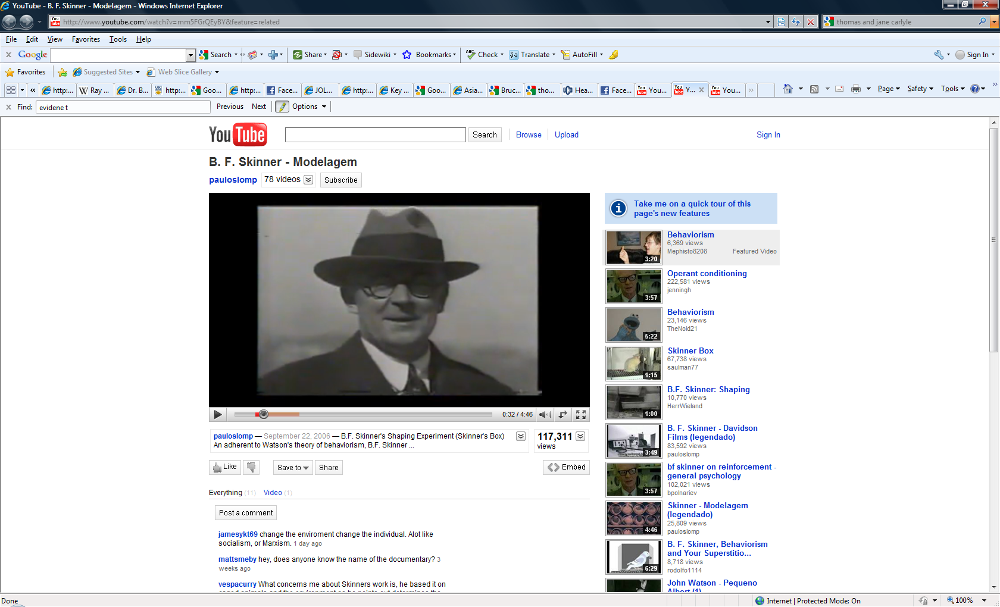 YouTube - B. F. Skinner - Modelagem - Windows Internet Explorer
http://www.youtube.com/watch?v=mm5FGrQEyBY&feature=related
thomas and jane carlyle
File Edit View Favorites Tools Help
Google Search Share Sidewiki Bookmarks Check Translate AutoFill Sign In
Favorites Suggested Sites Web Slice Gallery
http:... Ray ... Dr. B... http:... Goo... http:... Face... JOL... http:... Key ... Goo... Asia... Bruc... tho... Hea... Face... You... Y... You... Page Safety Tools
Find: evidene t Previous Next Options
YouTube Search Browse Upload Sign In
B. F. Skinner - Modelagem
pauloslomp 78 videos Subscribe
0:32 / 4:46
pauloslomp — September 22, 2006 — B.F. Skinner's Shaping Experiment (Skinner's Box)
An adherent to Watson's theory of behaviorism, B.F. Skinner ...
117,311
views
Like Save to Share Embed
Everything (11) Video (1)
Post a comment
jamesykt69 change the enviroment change the individual. Alot like
socialism, or Marxism. 1 day ago
mattsmeby hey, does anyone know the name of the documentary? 3
weeks ago
vespacurry What concerns me about Skinners work is, he based it on
Take me on a quick tour of this
page's new features
Behaviorism
6,369 views
Mephisto8208 Featured Video
3:20
Operant conditioning
222,581 views
jenningh
3:57
Behaviorism
23,146 views
TheNoid21
5:22
Skinner Box
67,738 views
saulman77
1:15
B.F. Skinner: Shaping
10,770 views
HerrWieland
1:00
B. F. Skinner - Davidson
Films (legendado)
83,592 views
pauloslomp
3:49
bf skinner on reinforcement -
general psychology
102,021 views
bpolnariev
3:57
Skinner - Modelagem
(legendado)
25,809 views
pauloslomp
4:46
B. F. Skinner, Behaviorism
and Your Superstitio...
8,718 views
rodolfo1114
6:29
John Watson - Pequeno
Albert (1)
Done Internet | Protected Mode: On 100%